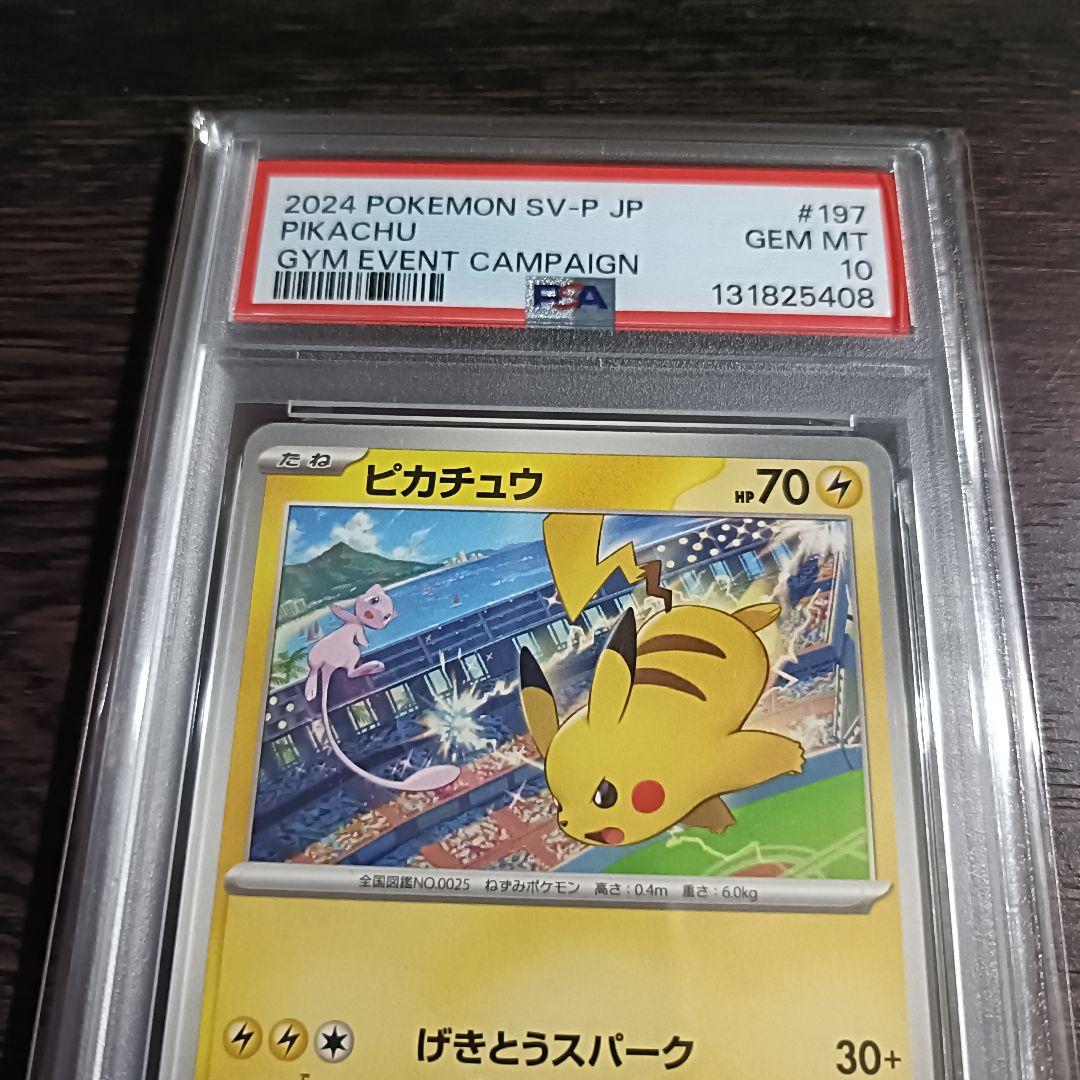 2024 POKEMON SV-P JP #197
PIKACHU GEM MT
GYM EVENT CAMPAIGN 10
PSA 131825408
たね ピカチュウ HP70
全国図鑑NO.0025 ねずみポケモン 高さ:0.4m 重さ:6.0kg
げきとうスパーク 30+